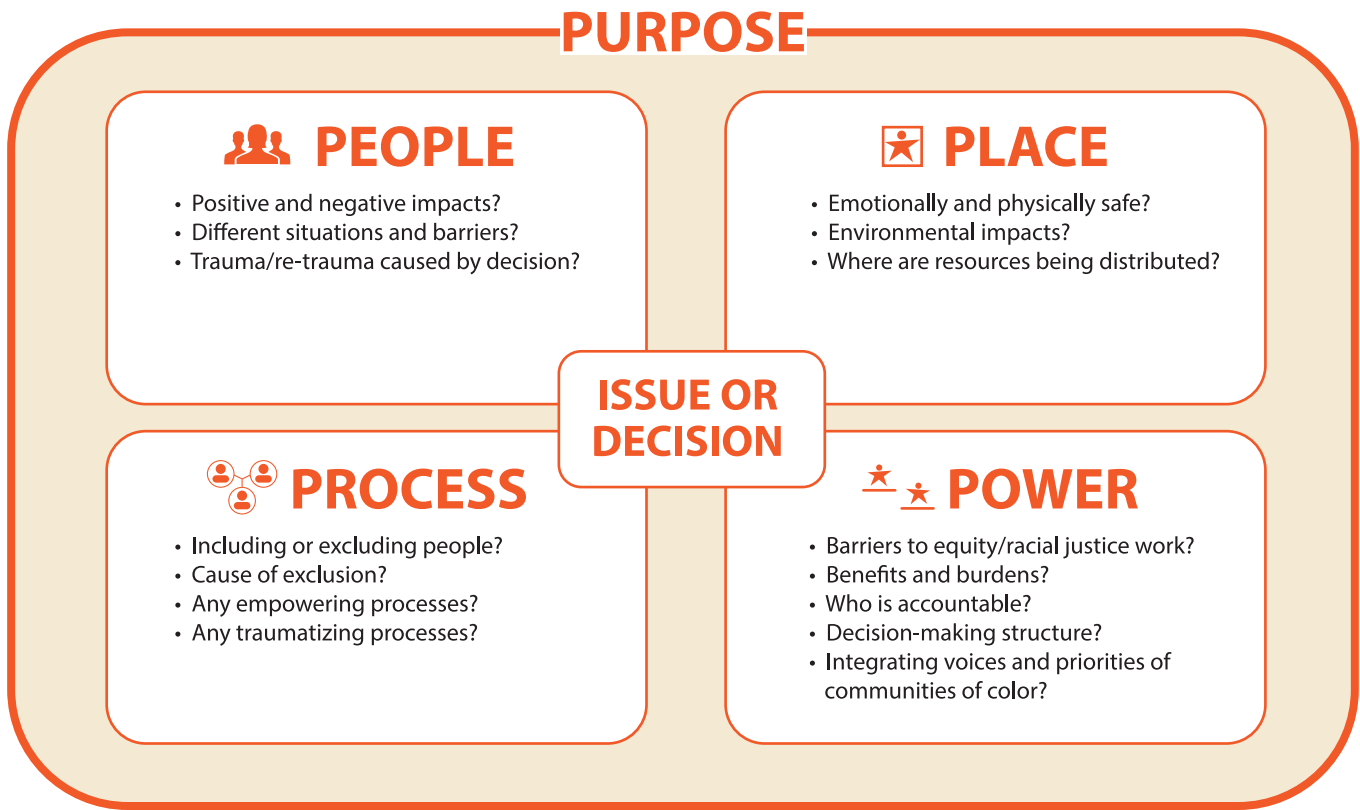 PURPOSE
PEOPLE
• Positive and negative impacts?
• Different situations and barriers?
• Trauma/re-trauma caused by decision?
PLACE
• Emotionally and physically safe?
• Environmental impacts?
• Where are resources being distributed?
ISSUE OR
DECISION
PROCESS
• Including or excluding people?
• Cause of exclusion?
• Any empowering processes?
• Any traumatizing processes?
POWER
• Barriers to equity/racial justice work?
• Benefits and burdens?
• Who is accountable?
• Decision-making structure?
• Integrating voices and priorities of
communities of color?